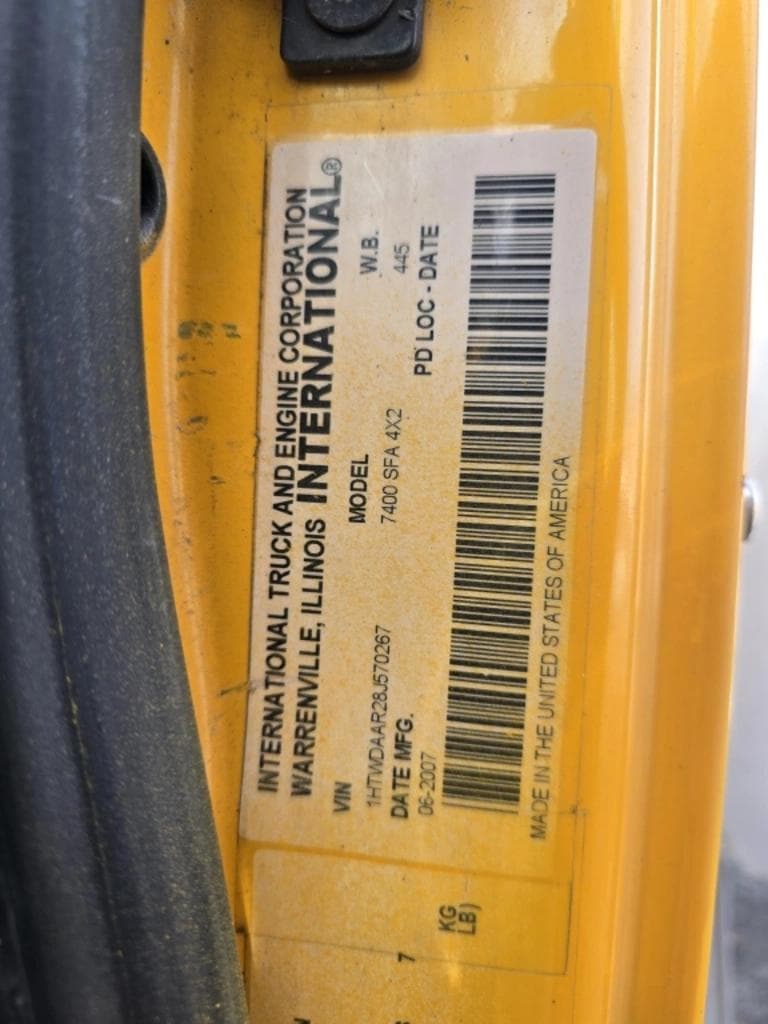 INTERNATIONAL TRUCK AND ENGINE CORPORATION
WARRENVILLE, ILLINOIS INTERNATIONAL®
VIN MODEL W.B.
1HTWDAAR28J570267 7400 SFA 4X2 445
DATE MFG. PD LOC - DATE
06-2007
MADE IN THE UNITED STATES OF AMERICA
KG
LB)
7